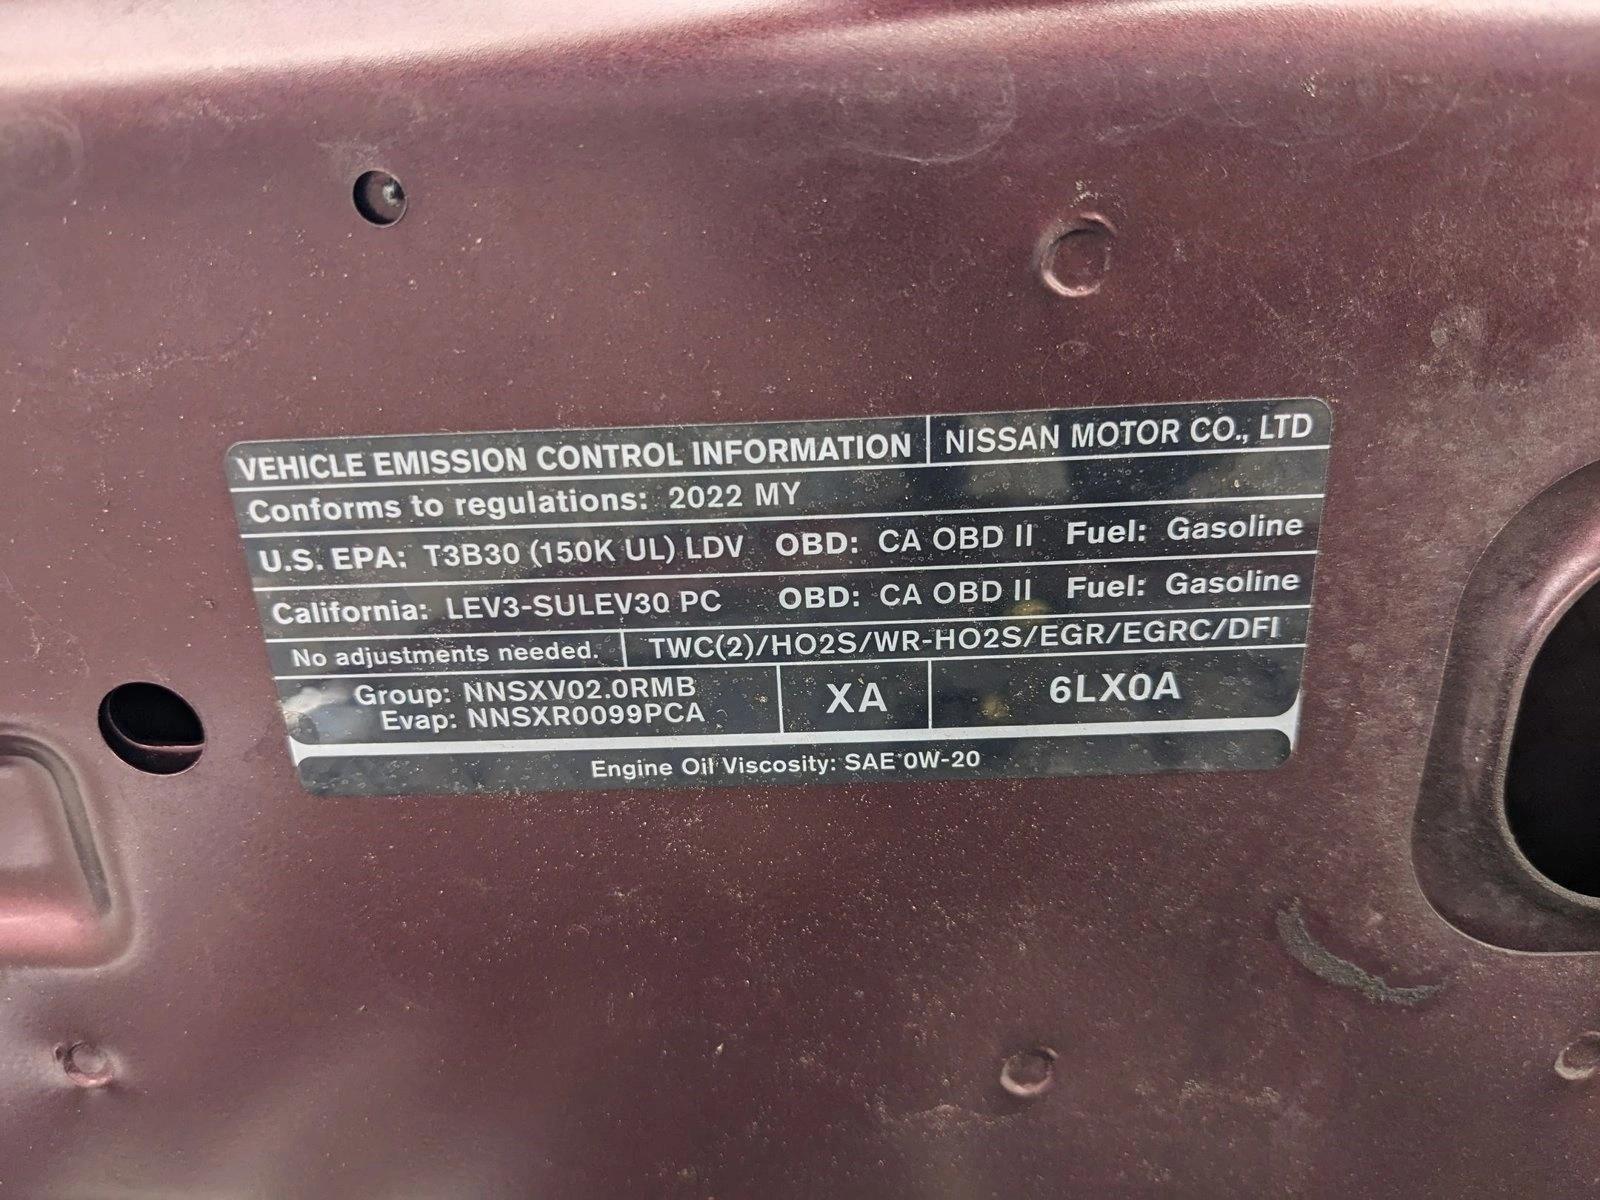 VEHICLE EMISSION CONTROL INFORMATION NISSAN MOTOR CO., LTD
Conforms to regulations: 2022 MY
U.S. EPA: T3B30 (150K UL) LDV OBD: CA OBD II Fuel: Gasoline
California: LEV3-SULEV30 PC OBD: CA OBD II Fuel: Gasoline
No adjustments needed. TWC(2)/HO2S/WR-HO2S/EGR/EGRC/DFI
Group: NNSXV02.0RMB
Evap: NNSXR0099PCA
XA
6LX0A
Engine Oil Viscosity: SAE 0W-20